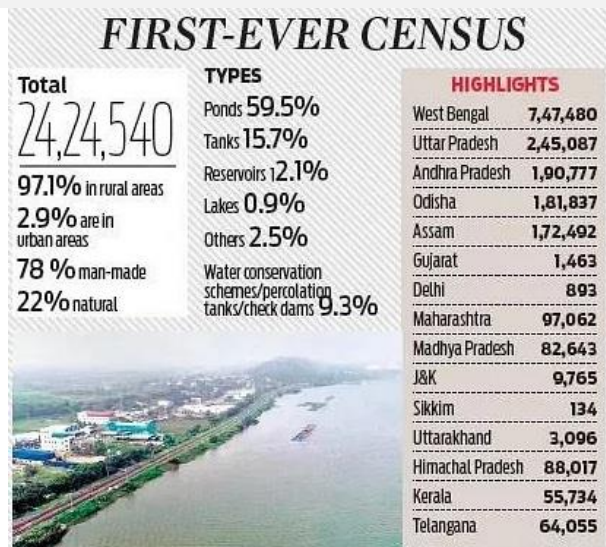 FIRST-EVER CENSUS
Total
24,24,540
97.1% in rural areas
2.9% are in
urban areas
78 % man-made
22% natural
TYPES
Ponds 59.5%
Tanks 15.7%
Reservoirs 12.1%
Lakes 0.9%
Others 2.5%
Water conservation
schemes/percolation
tanks/check dams 9.3%
HIGHLIGHTS
West Bengal 7,47,480
Uttar Pradesh 2,45,087
Andhra Pradesh 1,90,777
Odisha 1,81,837
Assam 1,72,492
Gujarat 1,463
Delhi 893
Maharashtra 97,062
Madhya Pradesh 82,643
J&K 9,765
Sikkim 134
Uttarakhand 3,096
Himachal Pradesh 88,017
Kerala 55,734
Telangana 64,055